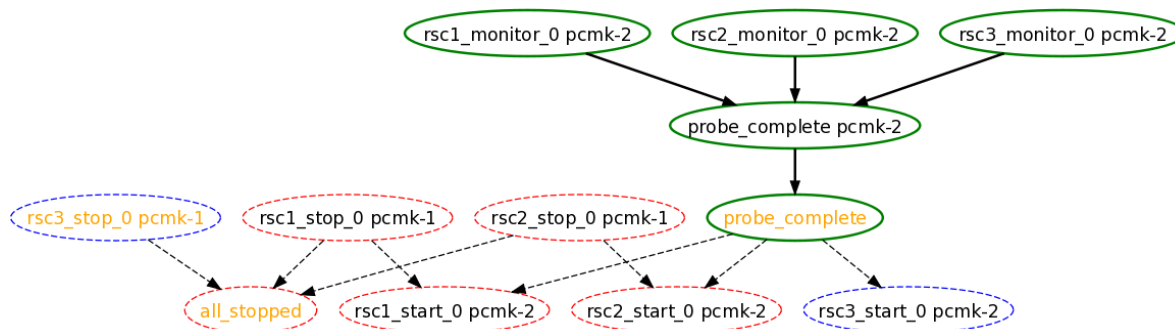 rsc1_monitor_0 pcmk-2
rsc2_monitor_0 pcmk-2
rsc3_monitor_0 pcmk-2
probe_complete pcmk-2
rsc3_stop_0 pcmk-1
rsc1_stop_0 pcmk-1
rsc2_stop_0 pcmk-1
probe_complete
all_stopped
rsc1_start_0 pcmk-2
rsc2_start_0 pcmk-2
rsc3_start_0 pcmk-2